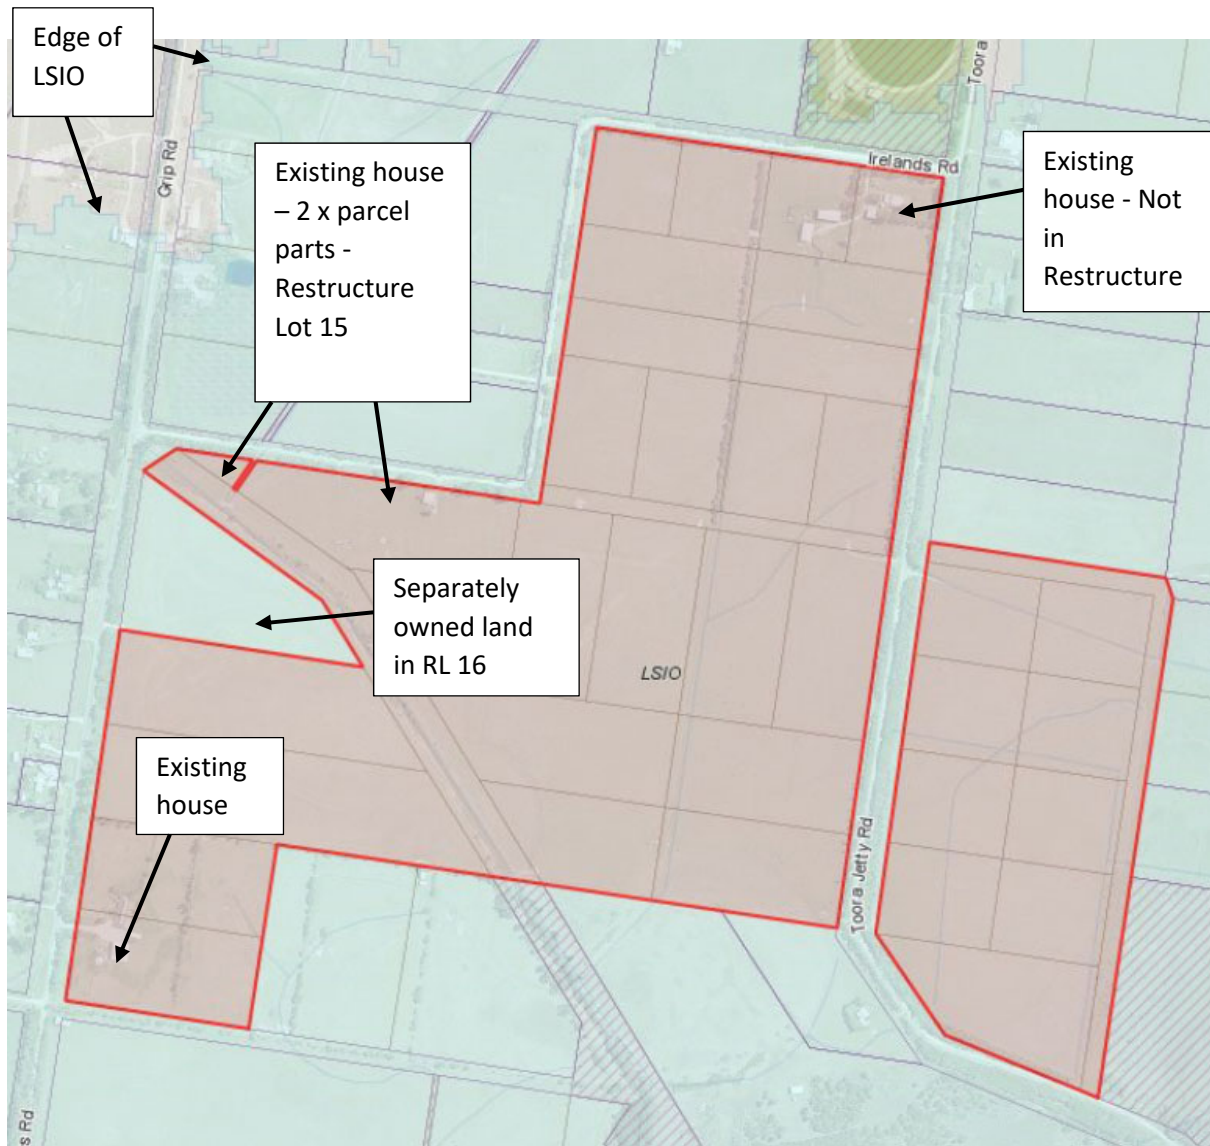 Edge of
LSIO
Toora
Grip Rd
Existing house
– 2 x parcel
parts -
Restructure
Lot 15
Irelands Rd
Existing
house - Not
in
Restructure
Separately
owned land
in RL 16
LSIO
Existing
house
Toora Jetty Rd
s Rd